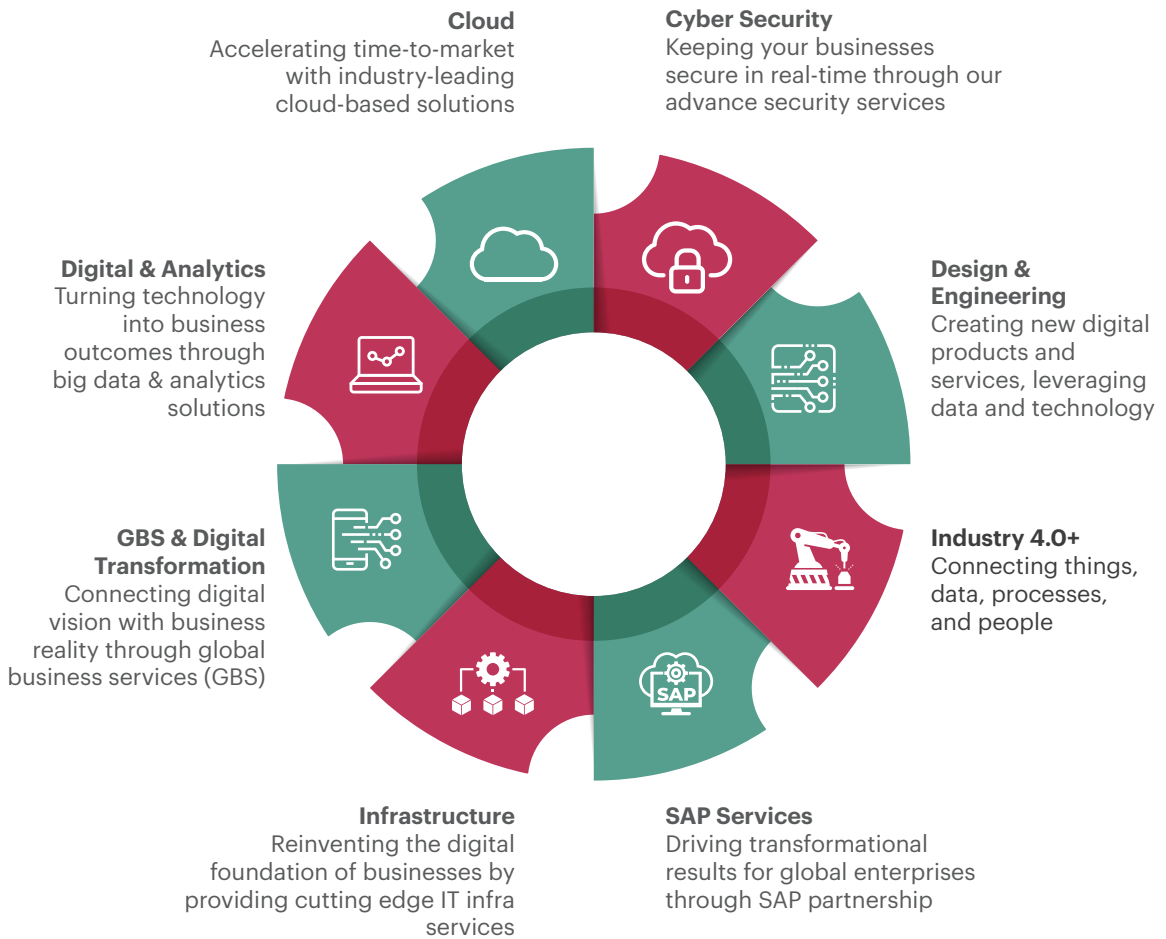 Cloud
Accelerating time-to-market
with industry-leading
cloud-based solutions
Cyber Security
Keeping your businesses
secure in real-time through our
advance security services
Digital & Analytics
Turning technology
into business
outcomes through
big data & analytics
solutions
Design &
Engineering
Creating new digital
products and
services, leveraging
data and technology
GBS & Digital
Transformation
Connecting digital
vision with business
reality through global
business services (GBS)
Industry 4.0+
Connecting things,
data, processes,
and people
SAP
Infrastructure
Reinventing the digital
foundation of businesses by
providing cutting edge IT infra
services
SAP Services
Driving transformational
results for global enterprises
through SAP partnership